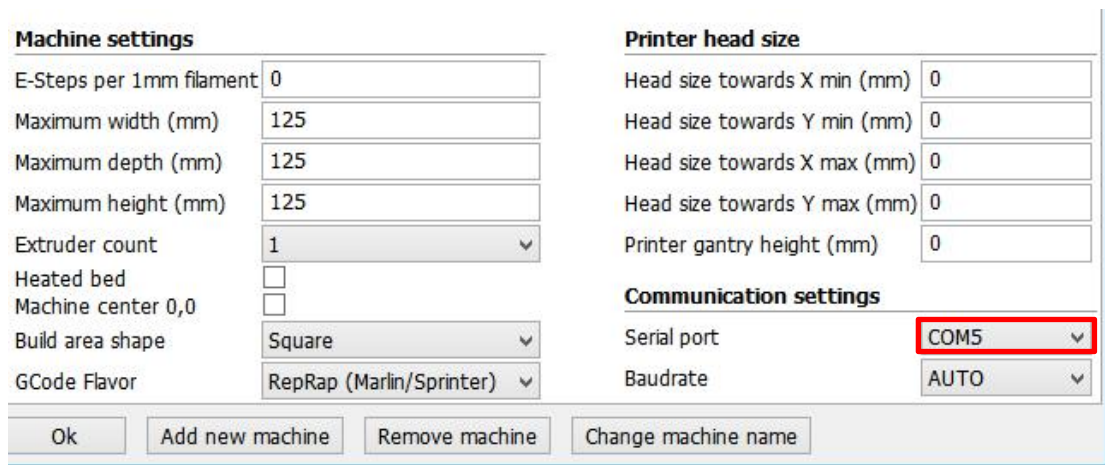 Machine settings
E-Steps per 1mm filament 0
Maximum width (mm) 125
Maximum depth (mm) 125
Maximum height (mm) 125
Extruder count 1
Heated bed
Machine center 0,0
Build area shape Square
GCode Flavor RepRap (Marlin/Sprinter)
Printer head size
Head size towards X min (mm) 0
Head size towards Y min (mm) 0
Head size towards X max (mm) 0
Head size towards Y max (mm) 0
Printer gantry height (mm) 0
Communication settings
Serial port COM5
Baudrate AUTO
Ok Add new machine Remove machine Change machine name